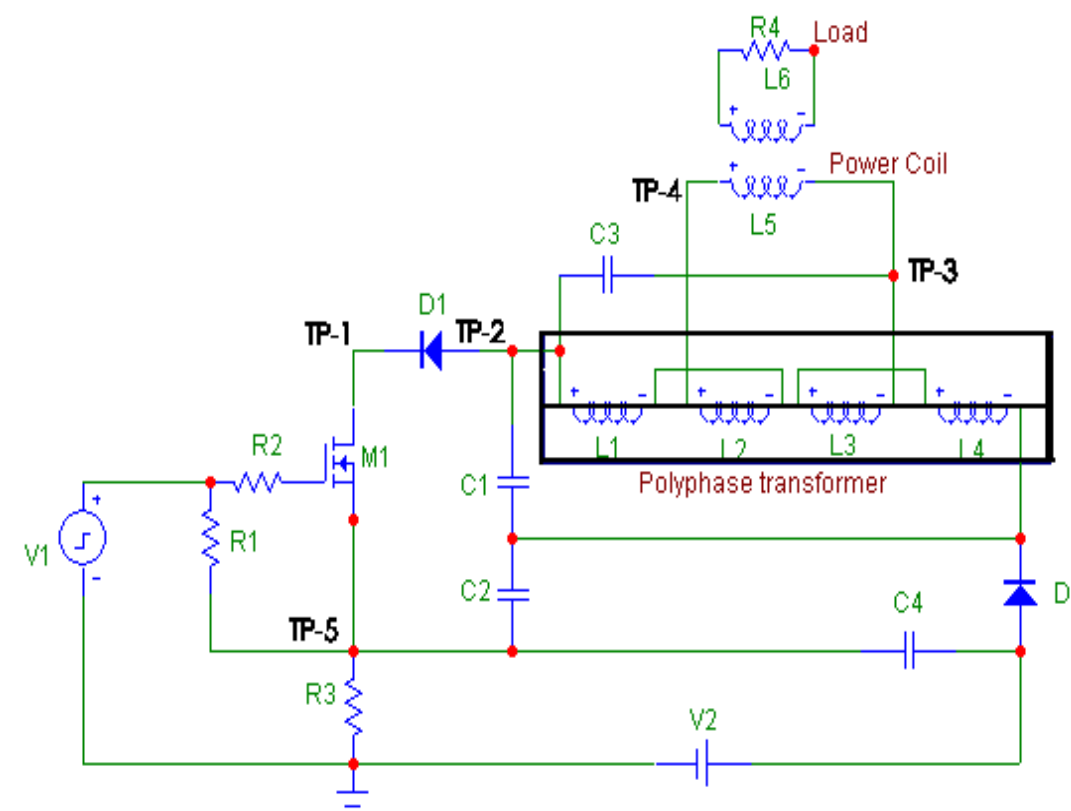 R4
Load
L6
Power Coil
TP-4
L5
C3
TP-3
D1
TP-1
TP-2
R2
M1
L1
L2
L3
L4
C1
Polyphase transformer
V1
R1
C2
C4
D
TP-5
R3
V2